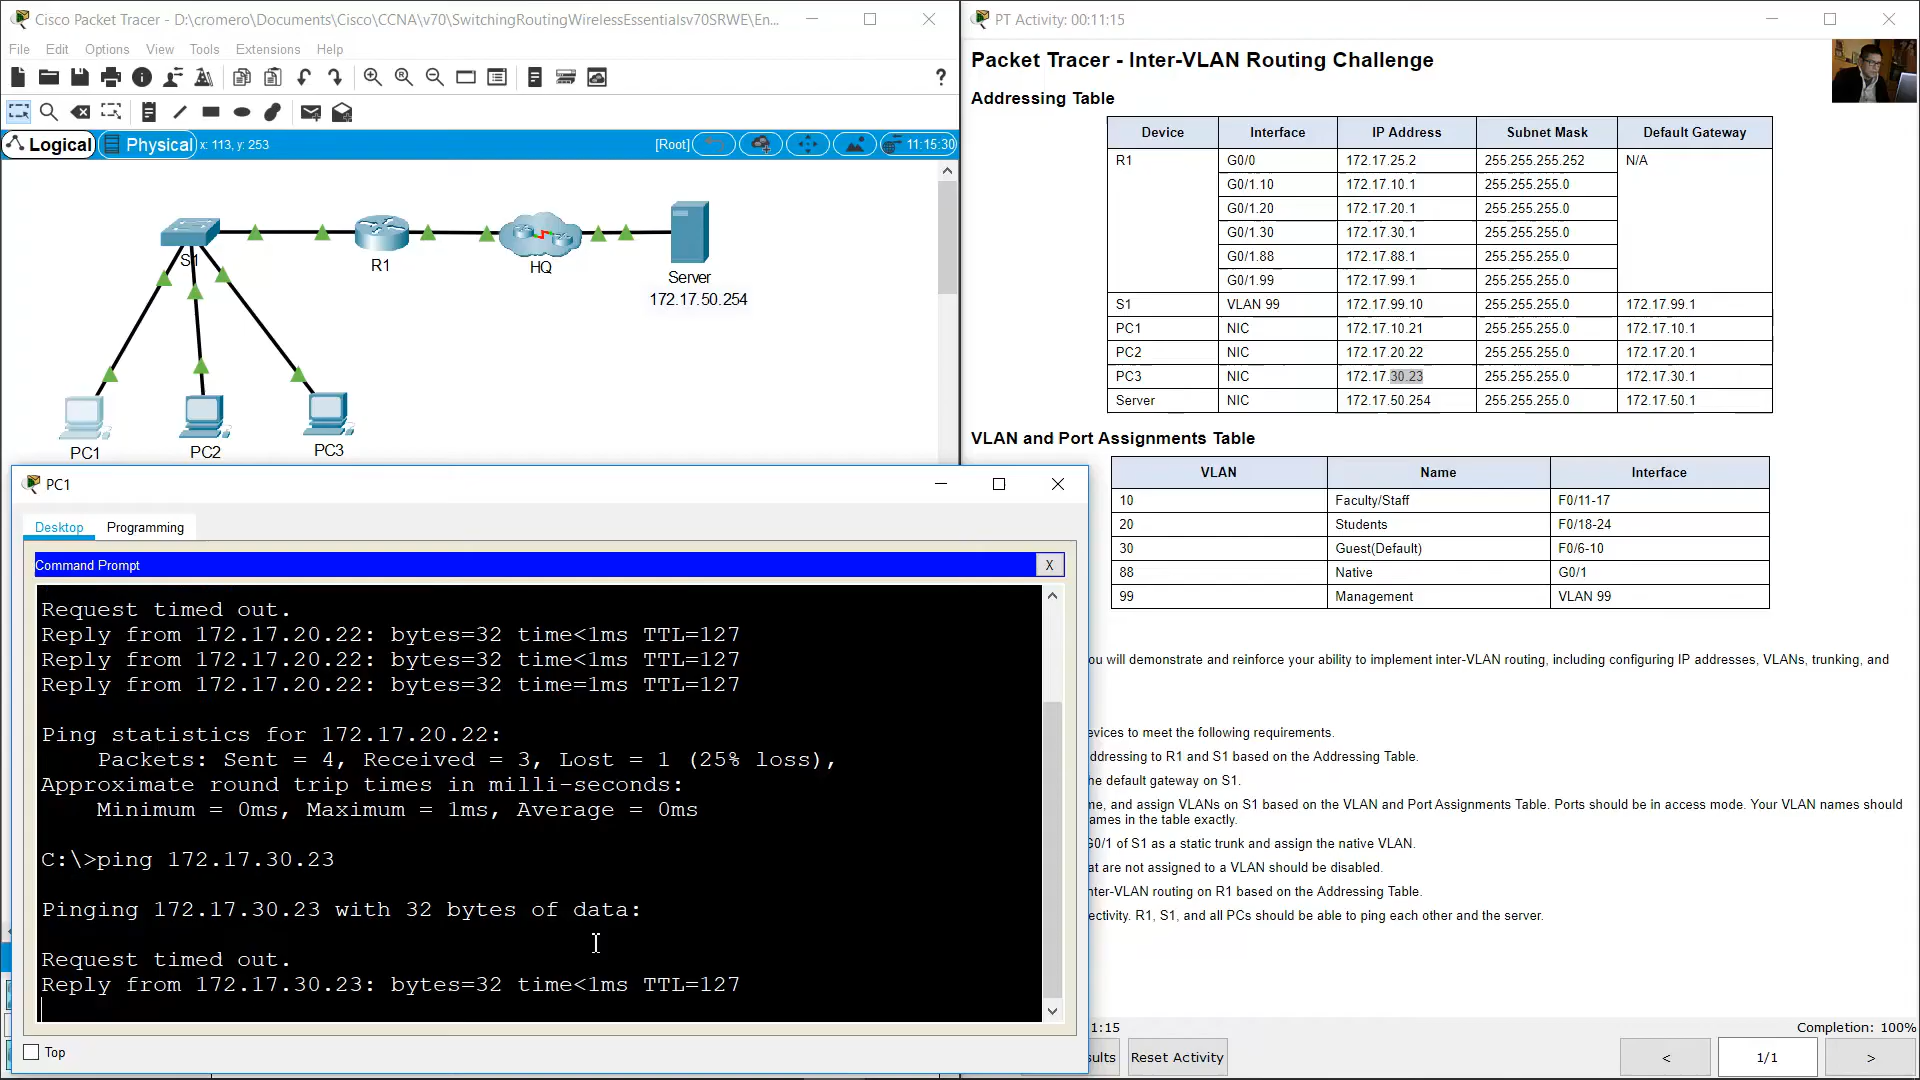 Cisco Packet Tracer - D:\cromero\Documents\Cisco\CCNA\v70\SwitchingRoutingWirelessEssentialsv70SRWE\En...
File Edit Options View Tools Extensions Help
?
Logical Physical x: 113, y: 253 [Root] 11:15:30
S1
R1
HQ
Server
172.17.50.254
PC1
PC2
PC3
PC1
Desktop Programming
Command Prompt X
Request timed out.
Reply from 172.17.20.22: bytes=32 time<1ms TTL=127
Reply from 172.17.20.22: bytes=32 time<1ms TTL=127
Reply from 172.17.20.22: bytes=32 time=1ms TTL=127
Ping statistics for 172.17.20.22:
Packets: Sent = 4, Received = 3, Lost = 1 (25% loss),
Approximate round trip times in milli-seconds:
Minimum = 0ms, Maximum = 1ms, Average = 0ms
C:\>ping 172.17.30.23
Pinging 172.17.30.23 with 32 bytes of data:
Request timed out.
Reply from 172.17.30.23: bytes=32 time<1ms TTL=127
Top
PT Activity: 00:11:15
Packet Tracer - Inter-VLAN Routing Challenge
Addressing Table
Device Interface IP Address Subnet Mask Default Gateway
R1 G0/0 172.17.25.2 255.255.255.252 N/A
G0/1.10 172.17.10.1 255.255.255.0
G0/1.20 172.17.20.1 255.255.255.0
G0/1.30 172.17.30.1 255.255.255.0
G0/1.88 172.17.88.1 255.255.255.0
G0/1.99 172.17.99.1 255.255.255.0
S1 VLAN 99 172.17.99.10 255.255.255.0 172.17.99.1
PC1 NIC 172.17.10.21 255.255.255.0 172.17.10.1
PC2 NIC 172.17.20.22 255.255.255.0 172.17.20.1
PC3 NIC 172.17.30.23 255.255.255.0 172.17.30.1
Server NIC 172.17.50.254 255.255.255.0 172.17.50.1
VLAN and Port Assignments Table
VLAN Name Interface
10 Faculty/Staff F0/11-17
20 Students F0/18-24
30 Guest(Default) F0/6-10
88 Native G0/1
99 Management VLAN 99
ou will demonstrate and reinforce your ability to implement inter-VLAN routing, including configuring IP addresses, VLANs, trunking, and
evices to meet the following requirements.
ddressing to R1 and S1 based on the Addressing Table.
he default gateway on S1.
me, and assign VLANs on S1 based on the VLAN and Port Assignments Table. Ports should be in access mode. Your VLAN names should
ames in the table exactly.
G0/1 of S1 as a static trunk and assign the native VLAN.
at are not assigned to a VLAN should be disabled.
nter-VLAN routing on R1 based on the Addressing Table.
ectivity. R1, S1, and all PCs should be able to ping each other and the server.
1:15 Completion: 100%
ults Reset Activity < 1/1 >